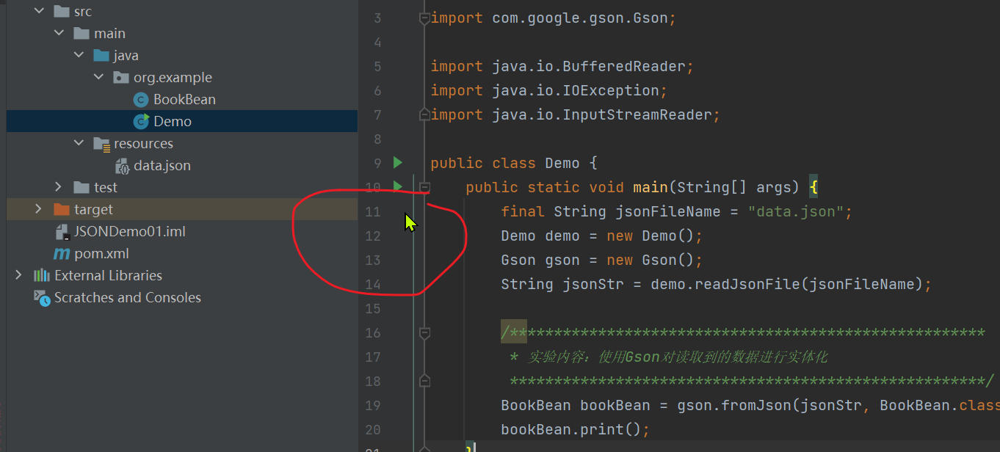 src
main
java
org.example
BookBean
Demo
resources
data.json
test
target
JSONDemo01.iml
pom.xml
External Libraries
Scratches and Consoles
3 import com.google.gson.Gson;
4
5 import java.io.BufferedReader;
6 import java.io.IOException;
7 import java.io.InputStreamReader;
8
9 public class Demo {
10 public static void main(String[] args) {
11 final String jsonFileName = "data.json";
12 Demo demo = new Demo();
13 Gson gson = new Gson();
14 String jsonStr = demo.readJsonFile(jsonFileName);
15
16 /******************************************************
17 * 实验内容：使用Gson对读取到的数据进行实体化
18 ******************************************************/
19 BookBean bookBean = gson.fromJson(jsonStr, BookBean.class
20 bookBean.print();
21 }